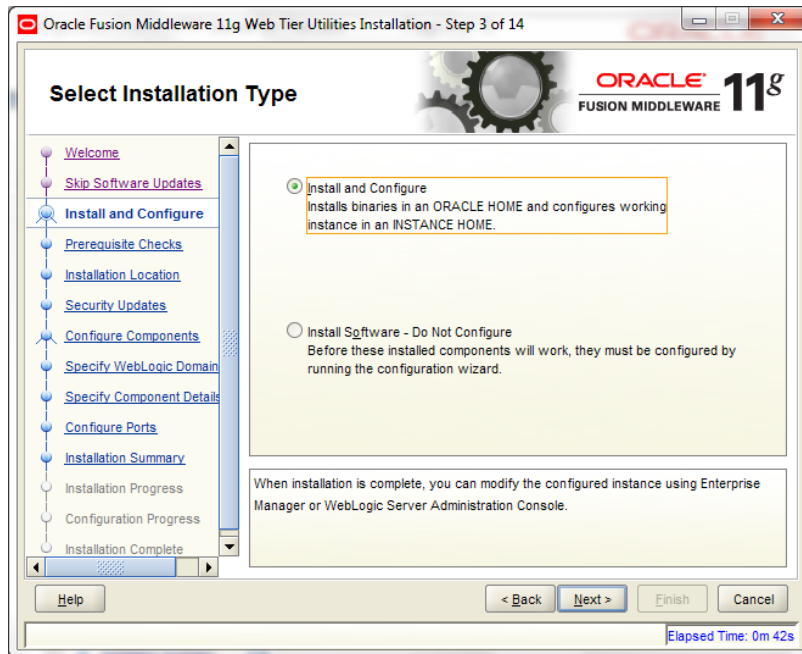 Oracle Fusion Middleware 11g Web Tier Utilities Installation - Step 3 of 14
Select Installation Type
ORACLE
FUSION MIDDLEWARE 11g
Welcome
Skip Software Updates
Install and Configure
Prerequisite Checks
Installation Location
Security Updates
Configure Components
Specify WebLogic Domain
Specify Component Details
Configure Ports
Installation Summary
Installation Progress
Configuration Progress
Installation Complete
Install and Configure
Installs binaries in an ORACLE HOME and configures working
instance in an INSTANCE HOME.
Install Software - Do Not Configure
Before these installed components will work, they must be configured by
running the configuration wizard.
When installation is complete, you can modify the configured instance using Enterprise
Manager or WebLogic Server Administration Console.
Help
< Back
Next >
Finish
Cancel
Elapsed Time: 0m 42s